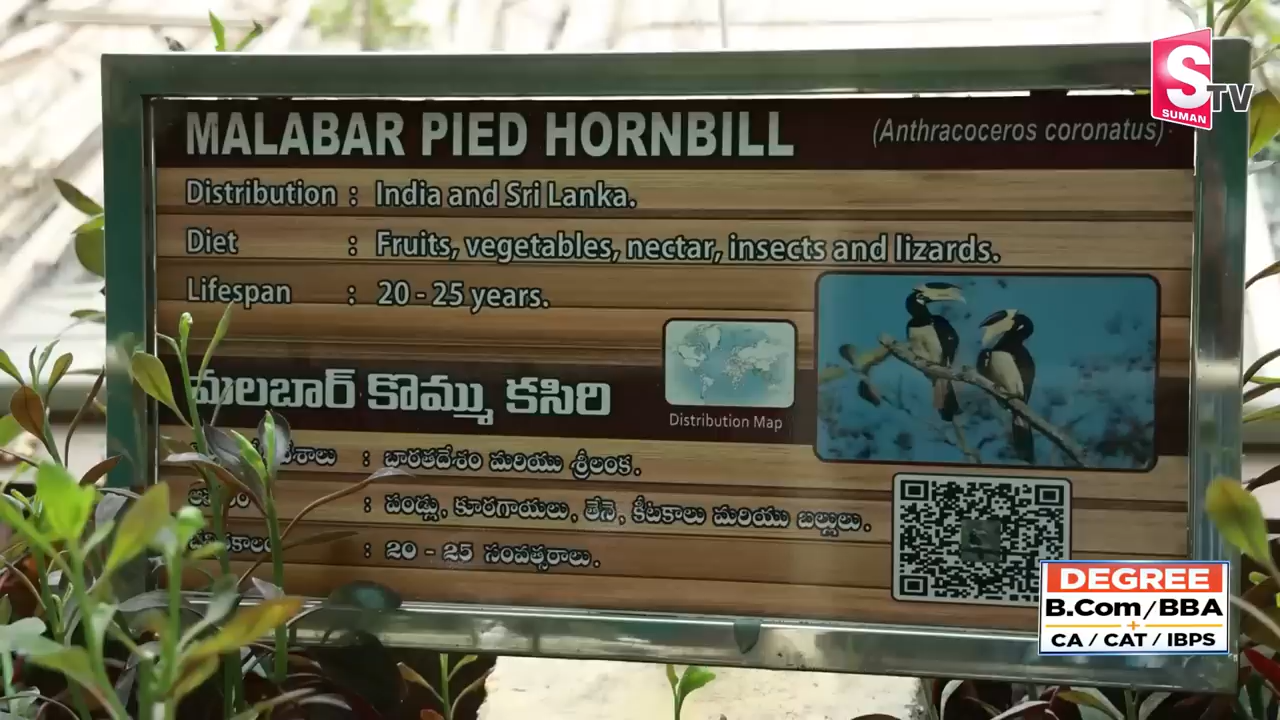 MALABAR PIED HORNBILL (Anthracoceros coronatus)
Distribution : India and Sri Lanka.
Diet : Fruits, vegetables, nectar, insects and lizards.
Lifespan : 20 - 25 years.
Distribution Map
మలబార్ కొమ్ము కసిరి
: భారతదేశం మరియు శ్రీలంక.
: పండ్లు, కూరగాయలు, తేనె, కీటకాలు మరియు బల్లులు.
: 20 - 25 సంవత్సరాలు.
S TV
SUMAN
DEGREE
B.Com/BBA
+
CA / CAT / IBPS